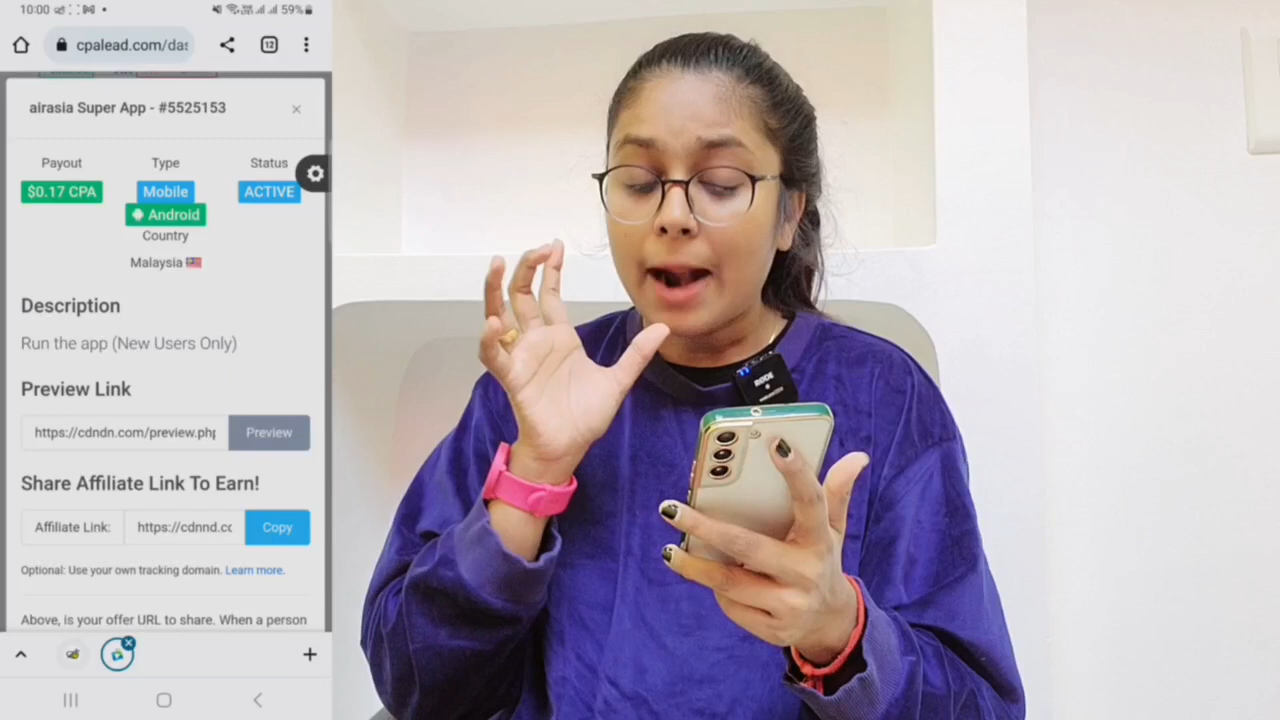 10:00
59%
cpalead.com/das
12
airasia Super App - #5525153
Payout
Type
Status
$0.17 CPA
Mobile
ACTIVE
Android
Country
Malaysia
Description
Run the app (New Users Only)
Preview Link
https://cdndn.com/preview.php
Preview
Share Affiliate Link To Earn!
Affiliate Link:
https://cdnnd.co
Copy
Optional: Use your own tracking domain. Learn more.
Above, is your offer URL to share. When a person
RODE